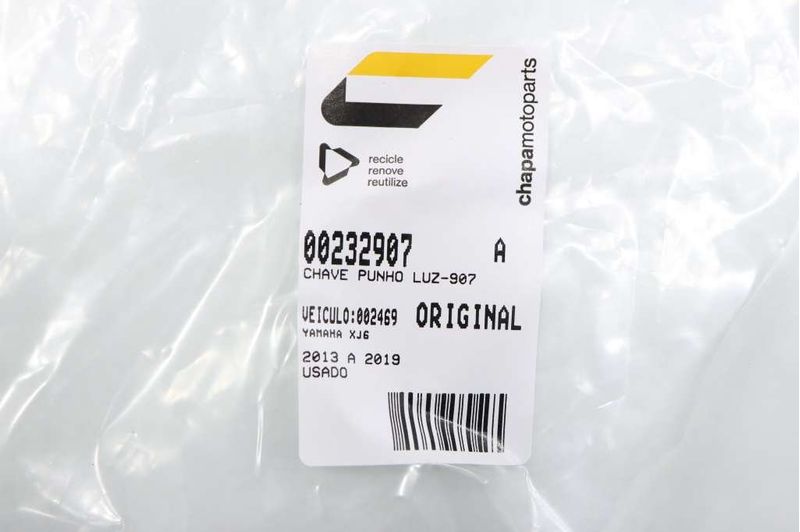 chapamotoparts
recicle
renove
reutilize
00232907 A
CHAVE PUNHO LUZ-907
VEICULO:002469 ORIGINAL
YAMAHA XJ6
2013 A 2019
USADO